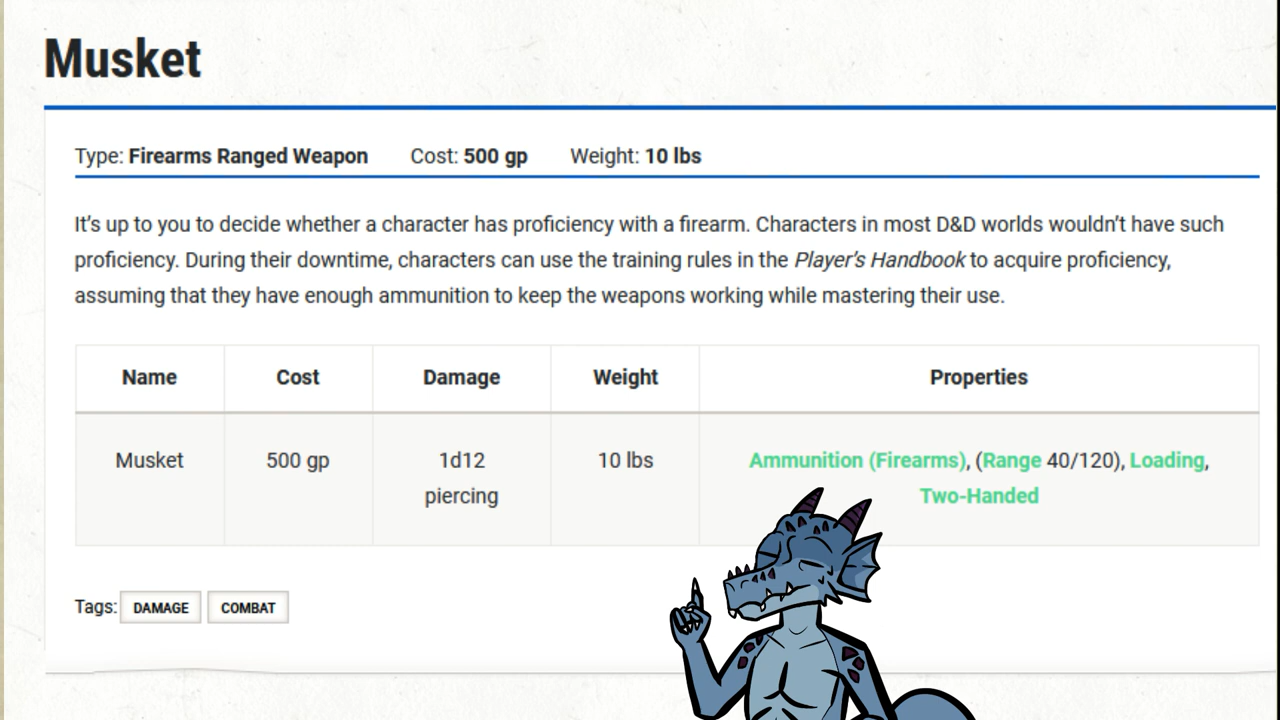 Musket
Type: Firearms Ranged Weapon Cost: 500 gp Weight: 10 lbs
It's up to you to decide whether a character has proficiency with a firearm. Characters in most D&D worlds wouldn't have such
proficiency. During their downtime, characters can use the training rules in the Player's Handbook to acquire proficiency,
assuming that they have enough ammunition to keep the weapons working while mastering their use.
Name Cost Damage Weight Properties
Musket 500 gp 1d12 10 lbs Ammunition (Firearms), (Range 40/120), Loading,
piercing Two-Handed
Tags: DAMAGE COMBAT